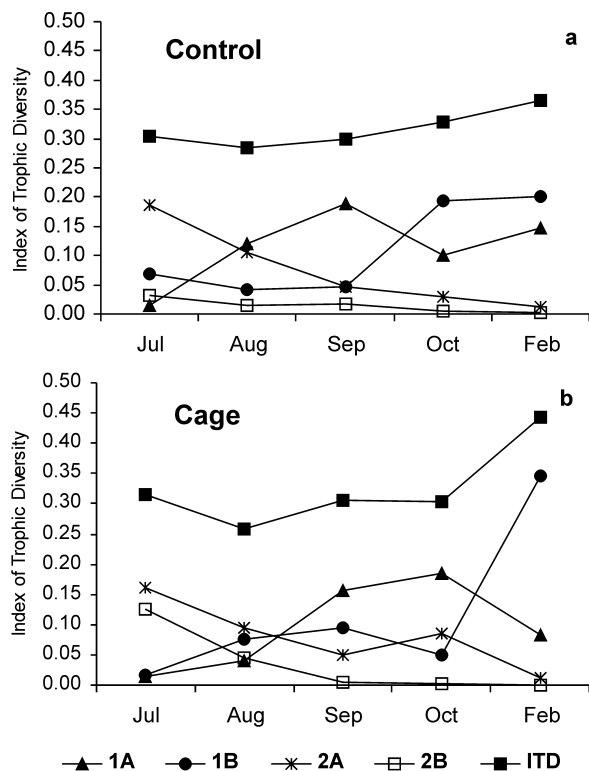 a
Control
Index of Trophic Diversity
0.50
0.45
0.40
0.35
0.30
0.25
0.20
0.15
0.10
0.05
0.00
Jul Aug Sep Oct Feb
b
Cage
Index of Trophic Diversity
0.50
0.45
0.40
0.35
0.30
0.25
0.20
0.15
0.10
0.05
0.00
Jul Aug Sep Oct Feb
1A 1B 2A 2B ITD